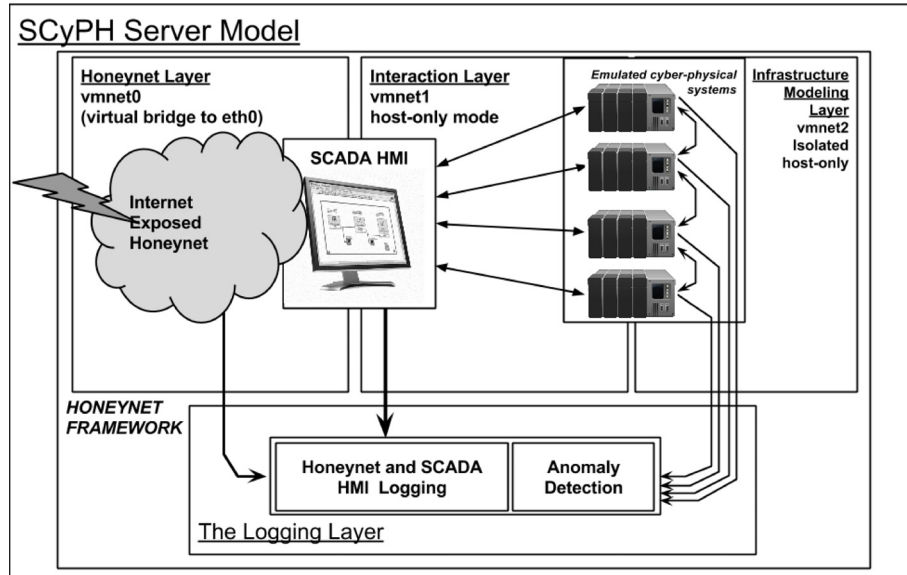 SCyPH Server Model
Honeynet Layer
vmnet0
(virtual bridge to eth0)
Interaction Layer
vmnet1
host-only mode
Emulated cyber-physical
systems
Infrastructure
Modeling
Layer
vmnet2
Isolated
host-only
SCADA HMI
Internet
Exposed
Honeynet
HONEYNET
FRAMEWORK
Honeynet and SCADA
HMI Logging
Anomaly
Detection
The Logging Layer